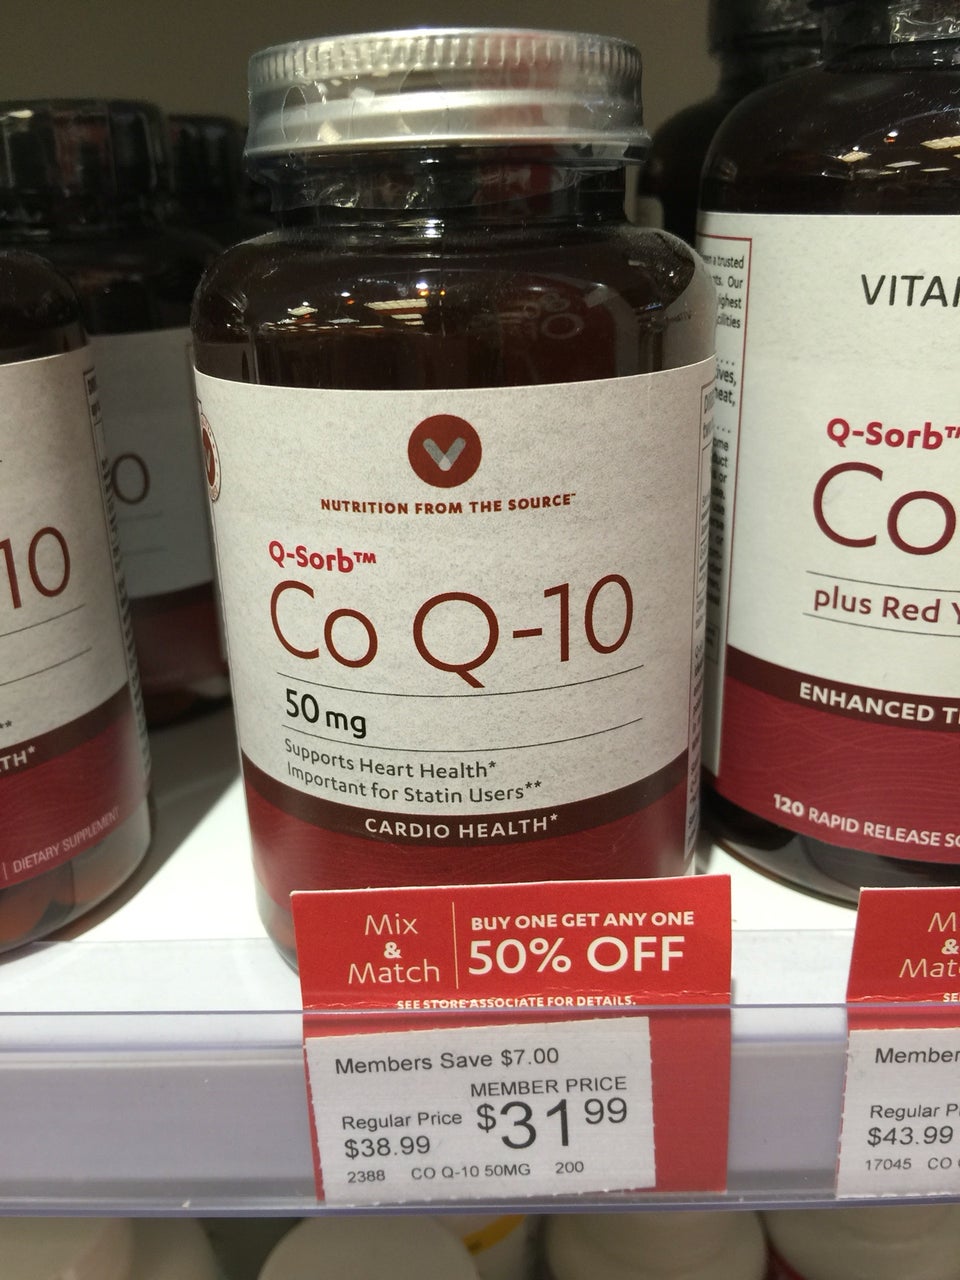 NUTRITION FROM THE SOURCE™
Q-Sorb™
Co Q-10
50 mg
Supports Heart Health*
Important for Statin Users**
CARDIO HEALTH*
Mix & Match
BUY ONE GET ANY ONE
50% OFF
SEE STORE ASSOCIATE FOR DETAILS.
Members Save $7.00
MEMBER PRICE
$31 99
Regular Price
$38.99
2388 CO Q-10 50MG 200
10
**
TH*
| DIETARY SUPPLEMENT
O
a trusted
Our
Q-Sorb™
Co
plus Red
ENHANCED
120 RAPID RELEASE
Regular
$43.99
17045 CO